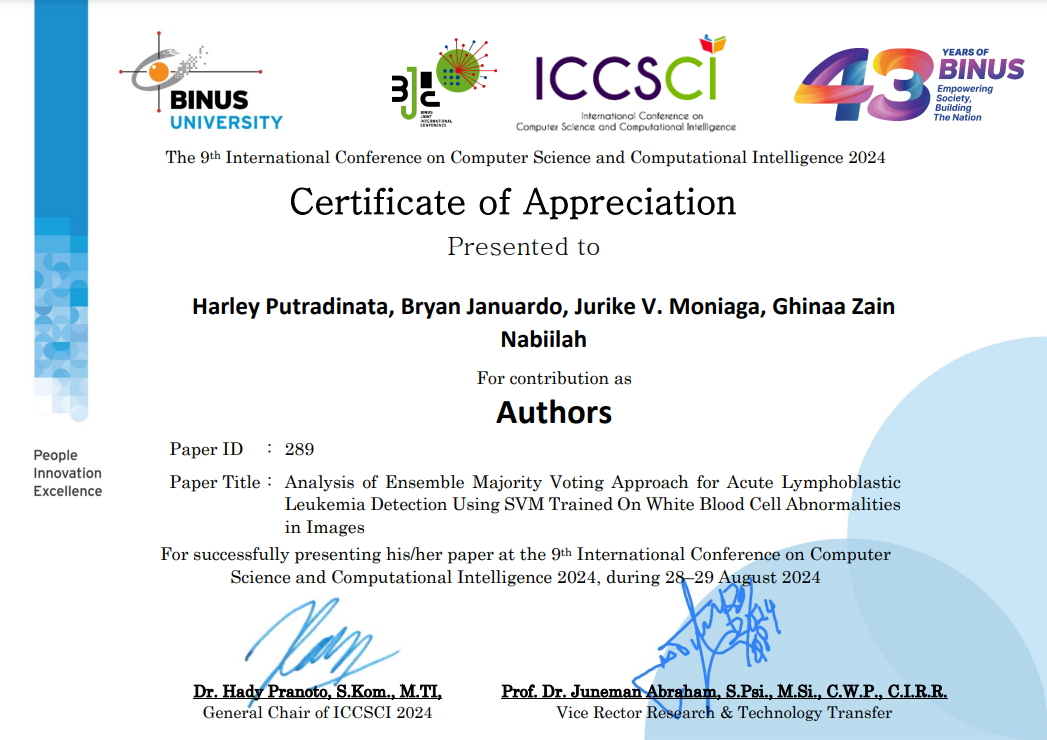 BINUS
UNIVERSITY
BJIC
BINUS
JOINT
INTERNATIONAL
CONFERENCE
ICCSCI
International Conference on
Computer Science and Computational Intelligence
43
YEARS OF
BINUS
Empowering
Society,
Building
The Nation
The 9th International Conference on Computer Science and Computational Intelligence 2024
Certificate of Appreciation
Presented to
Harley Putradinata, Bryan Januardo, Jurike V. Moniaga, Ghinaa Zain
Nabiilah
For contribution as
Authors
People
Innovation
Excellence
Paper ID : 289
Paper Title : Analysis of Ensemble Majority Voting Approach for Acute Lymphoblastic
Leukemia Detection Using SVM Trained On White Blood Cell Abnormalities
in Images
For successfully presenting his/her paper at the 9th International Conference on Computer
Science and Computational Intelligence 2024, during 28–29 August 2024
Dr. Hady Pranoto, S.Kom., M.TI,
General Chair of ICCSCI 2024
Prof. Dr. Juneman Abraham, S.Psi., M.Si., C.W.P., C.I.R.R.
Vice Rector Research & Technology Transfer